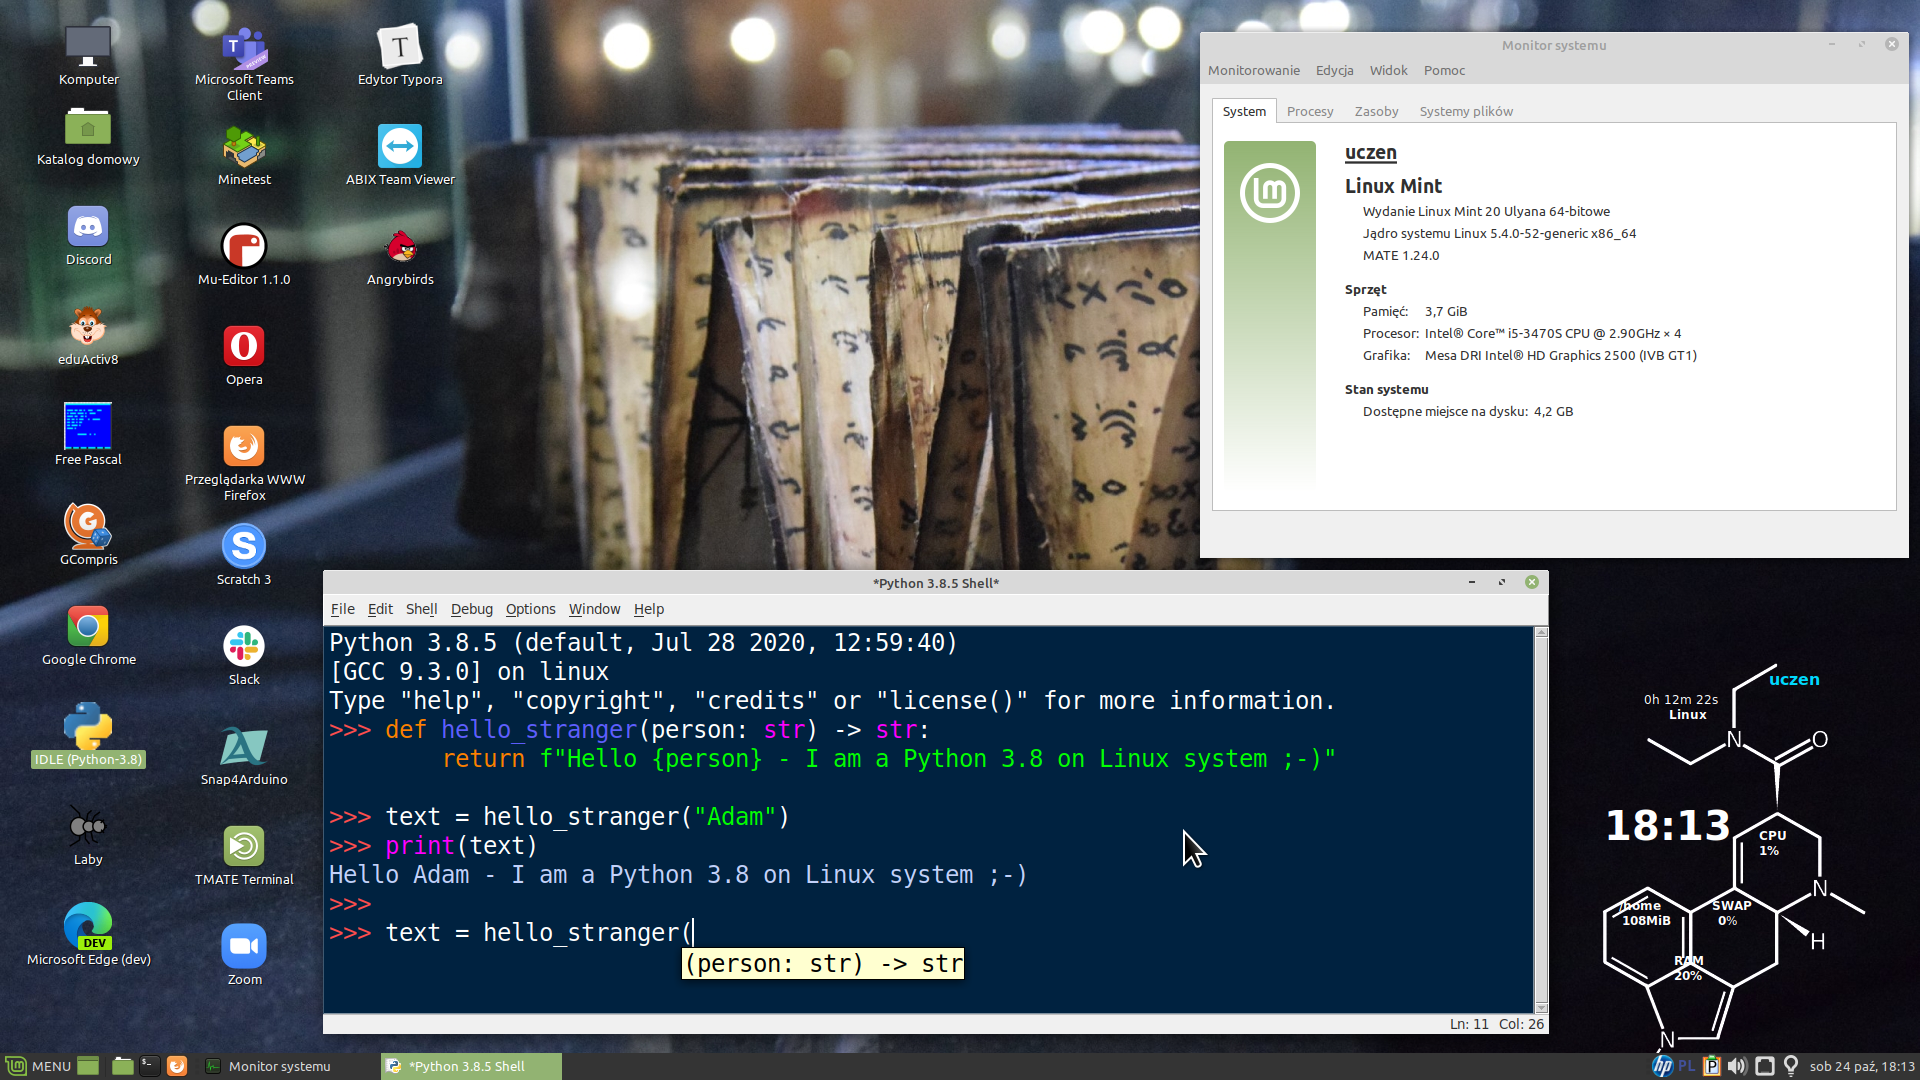 Komputer
Katalog domowy
Discord
eduActiv8
Free Pascal
GCompris
Google Chrome
IDLE (Python-3.8)
Laby
DEV
Microsoft Edge (dev)
Microsoft Teams
Client
Minetest
Mu-Editor 1.1.0
Opera
Przeglądarka WWW
Firefox
Scratch 3
Slack
Snap4Arduino
TMATE Terminal
Zoom
Edytor Typora
ABIX Team Viewer
Angrybirds
Monitor systemu
Monitorowanie Edycja Widok Pomoc
System Procesy Zasoby Systemy plików
uczen
Linux Mint
Wydanie Linux Mint 20 Ulyana 64-bitowe
Jądro systemu Linux 5.4.0-52-generic x86_64
MATE 1.24.0
Sprzęt
Pamięć: 3,7 GiB
Procesor: Intel® Core™ i5-3470S CPU @ 2.90GHz × 4
Grafika: Mesa DRI Intel® HD Graphics 2500 (IVB GT1)
Stan systemu
Dostępne miejsce na dysku: 4,2 GB
*Python 3.8.5 Shell*
File Edit Shell Debug Options Window Help
Python 3.8.5 (default, Jul 28 2020, 12:59:40)
[GCC 9.3.0] on linux
Type "help", "copyright", "credits" or "license()" for more information.
>>> def hello_stranger(person: str) -> str:
        return f"Hello {person} - I am a Python 3.8 on Linux system ;-)"
>>> text = hello_stranger("Adam")
>>> print(text)
Hello Adam - I am a Python 3.8 on Linux system ;-)
>>>
>>> text = hello_stranger(
(person: str) -> str
Ln: 11 Col: 26
uczen
0h 12m 22s
Linux
N
O
18:13
CPU
1%
N
/home
108MiB
SWAP
0%
H
RAM
20%
N
MENU
Monitor systemu
*Python 3.8.5 Shell*
hp
PL
P
sob 24 paź, 18:13